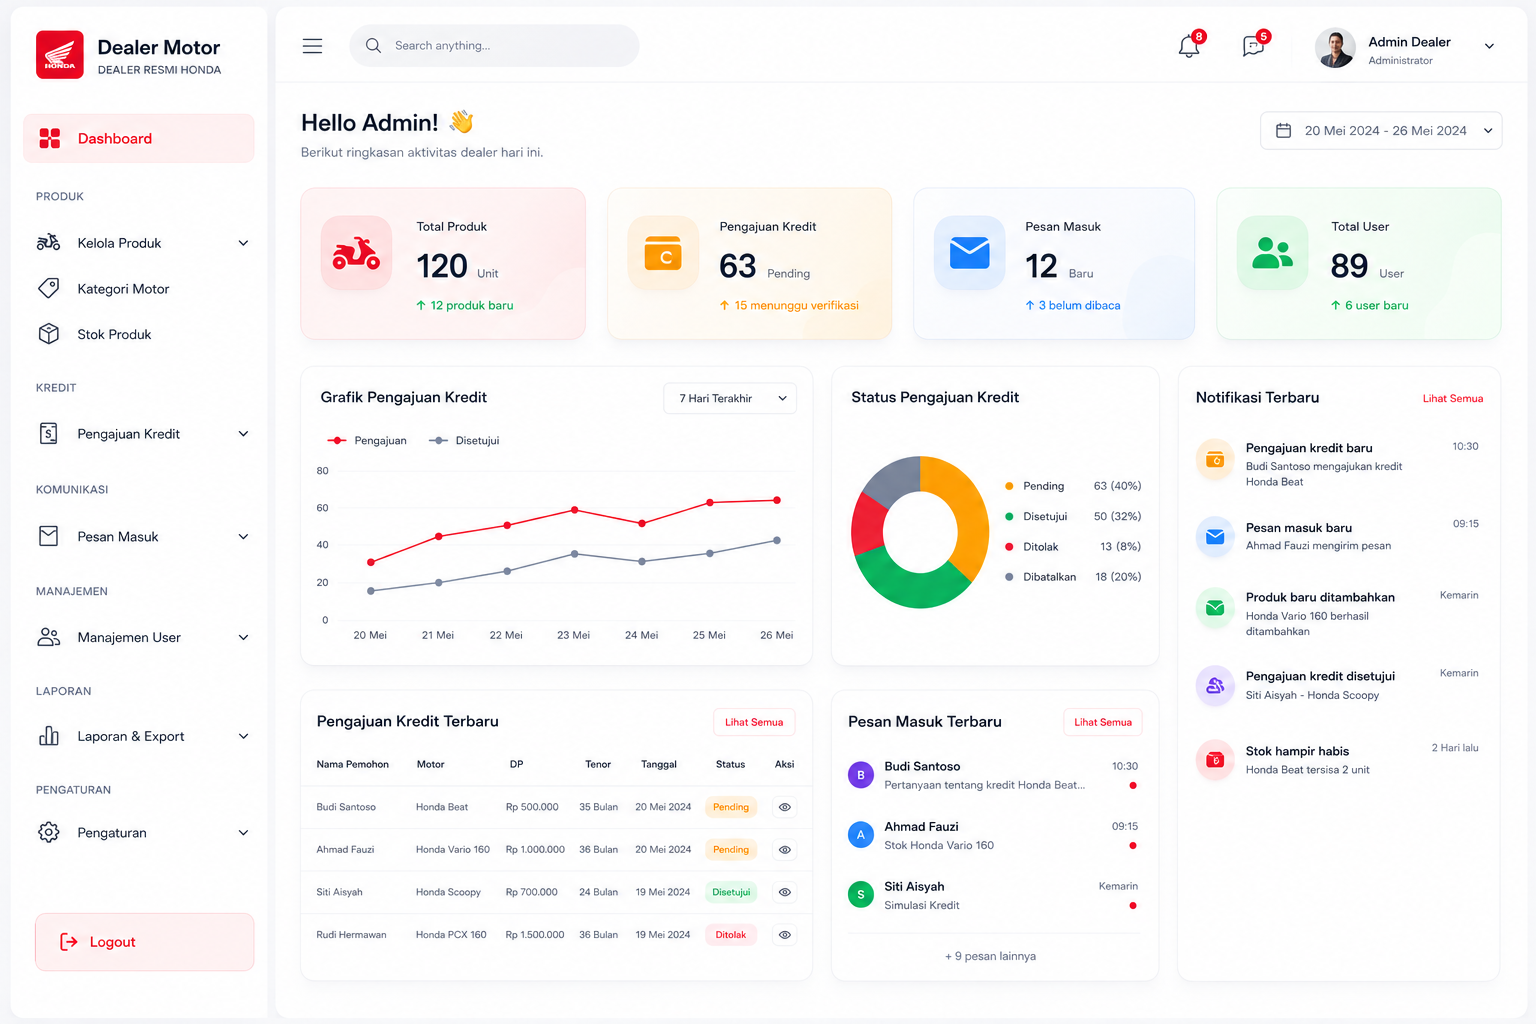 HONDA
Dealer Motor
DEALER RESMI HONDA
Dashboard
PRODUK
Kelola Produk
Kategori Motor
Stok Produk
KREDIT
Pengajuan Kredit
KOMUNIKASI
Pesan Masuk
MANAJEMEN
Manajemen User
LAPORAN
Laporan & Export
PENGATURAN
Pengaturan
Logout
Search anything...
8
5
Admin Dealer
Administrator
Hello Admin! 👋
Berikut ringkasan aktivitas dealer hari ini.
20 Mei 2024 - 26 Mei 2024
Total Produk
120 Unit
↑ 12 produk baru
C
Pengajuan Kredit
63 Pending
↑ 15 menunggu verifikasi
Pesan Masuk
12 Baru
↑ 3 belum dibaca
Total User
89 User
↑ 6 user baru
Grafik Pengajuan Kredit
7 Hari Terakhir
Pengajuan Disetujui
80
60
40
20
0
20 Mei 21 Mei 22 Mei 23 Mei 24 Mei 25 Mei 26 Mei
Status Pengajuan Kredit
Pending 63 (40%)
Disetujui 50 (32%)
Ditolak 13 (8%)
Dibatalkan 18 (20%)
Notifikasi Terbaru Lihat Semua
Pengajuan kredit baru 10:30
Budi Santoso mengajukan kredit
Honda Beat
Pesan masuk baru 09:15
Ahmad Fauzi mengirim pesan
Produk baru ditambahkan Kemarin
Honda Vario 160 berhasil
ditambahkan
Pengajuan kredit disetujui Kemarin
Siti Aisyah - Honda Scoopy
Stok hampir habis 2 Hari lalu
Honda Beat tersisa 2 unit
Pengajuan Kredit Terbaru Lihat Semua
Nama Pemohon Motor DP Tenor Tanggal Status Aksi
Budi Santoso Honda Beat Rp 500.000 35 Bulan 20 Mei 2024 Pending
Ahmad Fauzi Honda Vario 160 Rp 1.000.000 36 Bulan 20 Mei 2024 Pending
Siti Aisyah Honda Scoopy Rp 700.000 24 Bulan 19 Mei 2024 Disetujui
Rudi Hermawan Honda PCX 160 Rp 1.500.000 36 Bulan 19 Mei 2024 Ditolak
Pesan Masuk Terbaru Lihat Semua
B Budi Santoso 10:30
Pertanyaan tentang kredit Honda Beat...
A Ahmad Fauzi 09:15
Stok Honda Vario 160
S Siti Aisyah Kemarin
Simulasi Kredit
+ 9 pesan lainnya